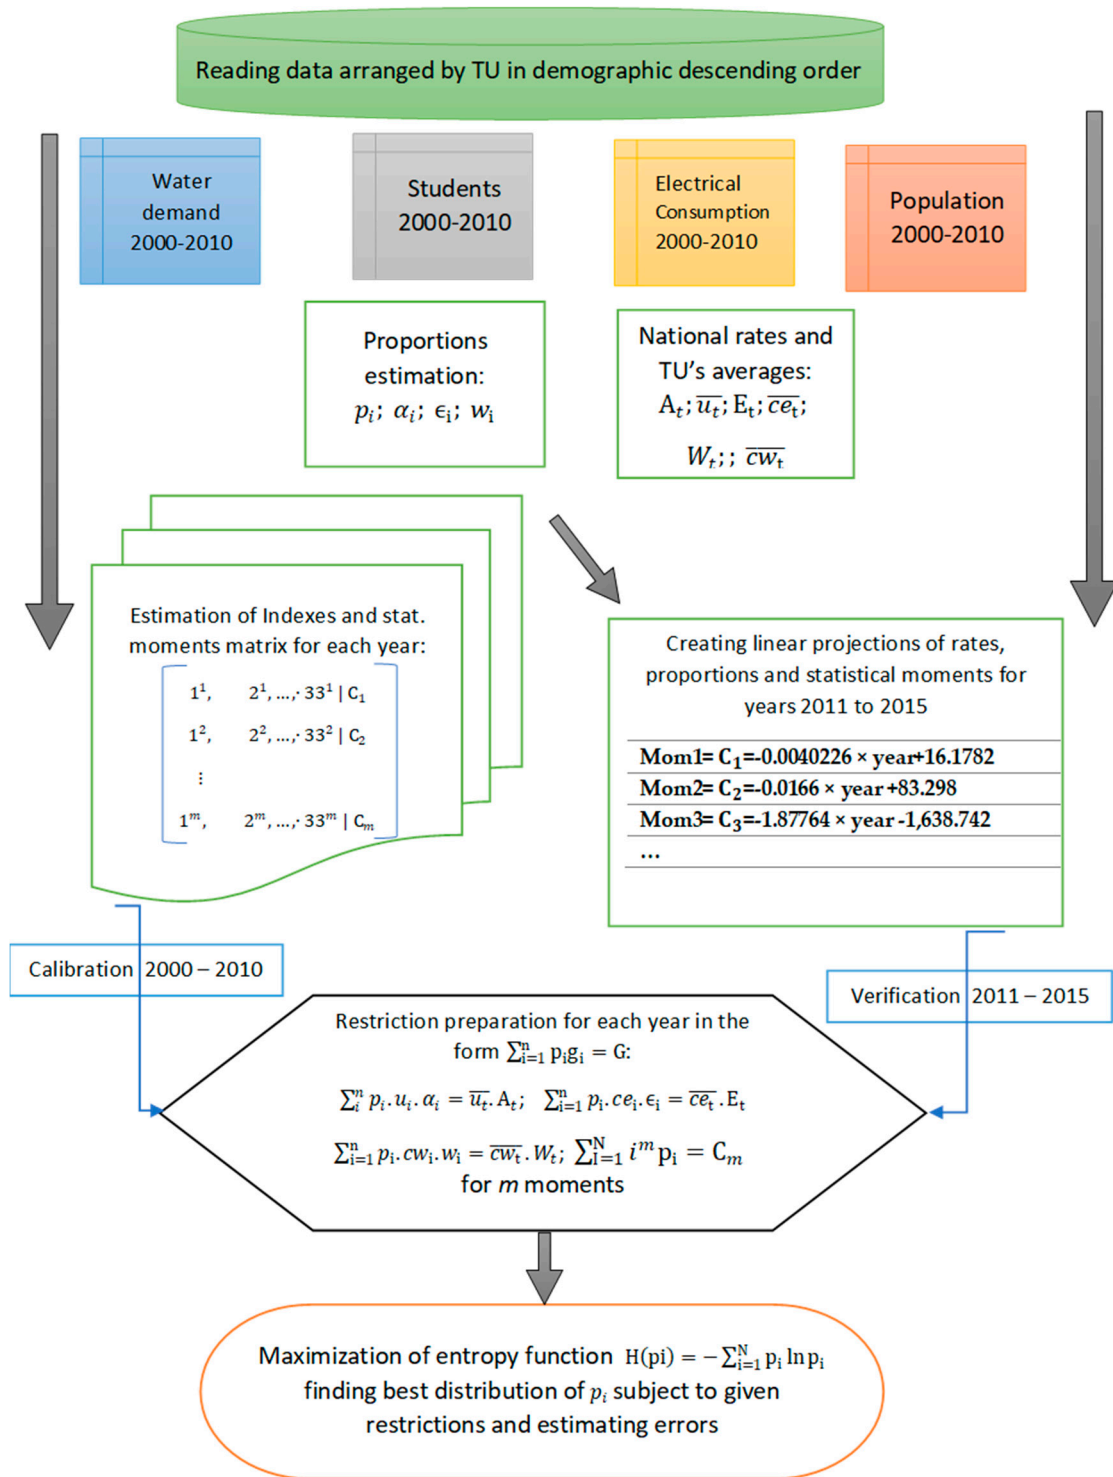 Reading data arranged by TU in demographic descending order
Water
demand
2000-2010
Students
2000-2010
Electrical
Consumption
2000-2010
Population
2000-2010
Proportions
estimation:
pᵢ; αᵢ; ϵᵢ; wᵢ
National rates and
TU’s averages:
Aₜ; u̅ₜ; Eₜ; c̅e̅ₜ;
Wₜ;; c̅w̅ₜ
Estimation of Indexes and stat.
moments matrix for each year:
1¹, 2¹, …,· 33¹ | C₁
1², 2², …,· 33² | C₂
⋮
1ᵐ, 2ᵐ, …,· 33ᵐ | Cₘ
Creating linear projections of rates,
proportions and statistical moments for
years 2011 to 2015
Mom1= C₁=-0.0040226 × year+16.1782
Mom2= C₂=-0.0166 × year +83.298
Mom3= C₃=-1.87764 × year -1,638.742
…
Calibration 2000 – 2010
Verification 2011 – 2015
Restriction preparation for each year in the
form ∑ⁿᵢ₌₁ pᵢgᵢ = G:
∑ⁿᵢ pᵢ.uᵢ.αᵢ = u̅ₜ.Aₜ; ∑ⁿᵢ₌₁ pᵢ.ceᵢ.ϵᵢ = c̅e̅ₜ.Eₜ
∑ⁿᵢ₌₁ pᵢ.cwᵢ.wᵢ = c̅w̅ₜ.Wₜ; ∑ᴺᵢ₌₁ iᵐpᵢ = Cₘ
for m moments
Maximization of entropy function H(pi) = −∑ᴺᵢ₌₁ pᵢ ln pᵢ
finding best distribution of pᵢ subject to given
restrictions and estimating errors